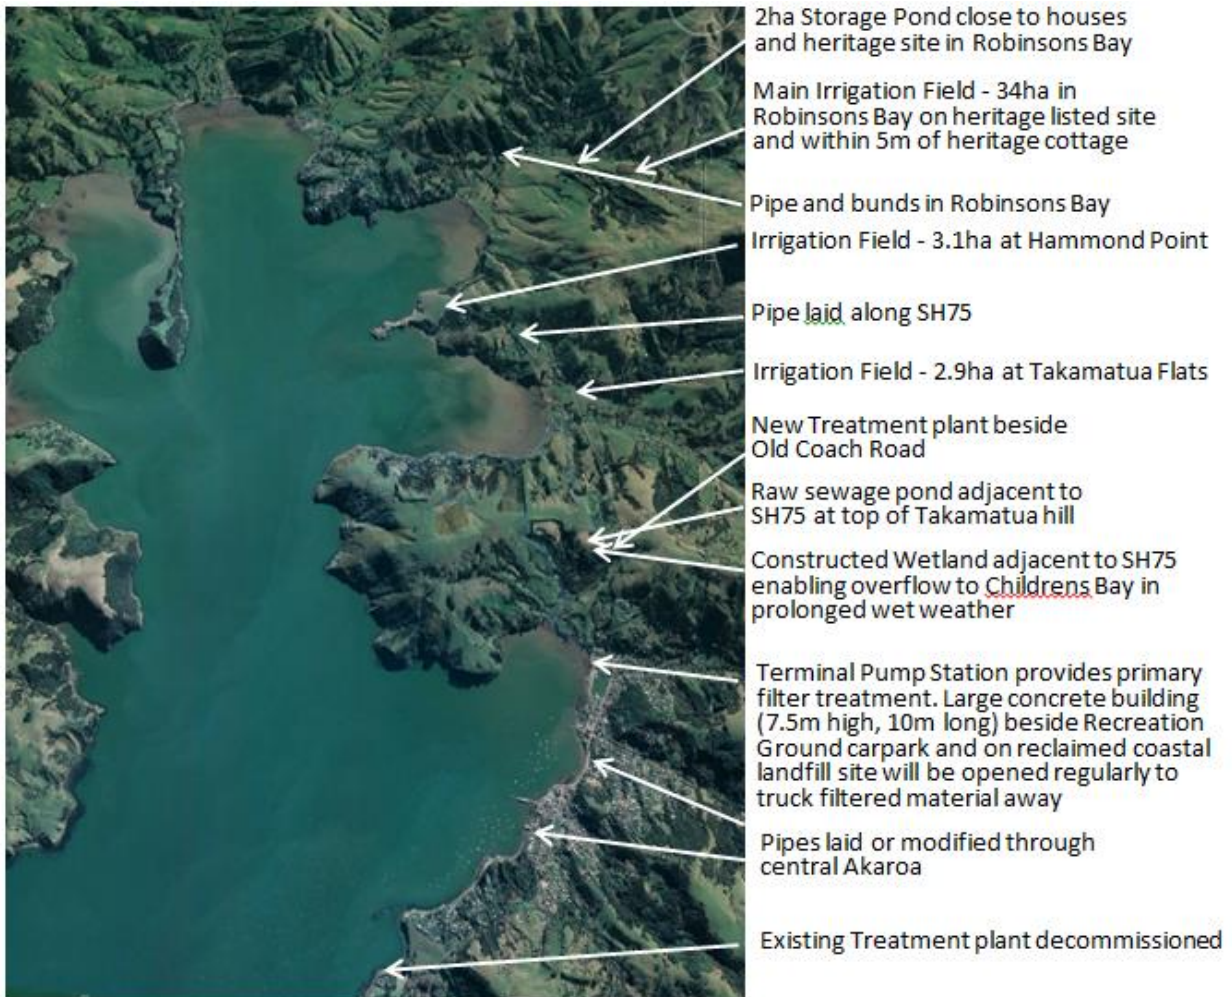 2ha Storage Pond close to houses
and heritage site in Robinsons Bay
Main Irrigation Field - 34ha in
Robinsons Bay on heritage listed site
and within 5m of heritage cottage
Pipe and bunds in Robinsons Bay
Irrigation Field - 3.1ha at Hammond Point
Pipe laid along SH75
Irrigation Field - 2.9ha at Takamatua Flats
New Treatment plant beside
Old Coach Road
Raw sewage pond adjacent to
SH75 at top of Takamatua hill
Constructed Wetland adjacent to SH75
enabling overflow to Childrens Bay in
prolonged wet weather
Terminal Pump Station provides primary
filter treatment. Large concrete building
(7.5m high, 10m long) beside Recreation
Ground carpark and on reclaimed coastal
landfill site will be opened regularly to
truck filtered material away
Pipes laid or modified through
central Akaroa
Existing Treatment plant decommissioned